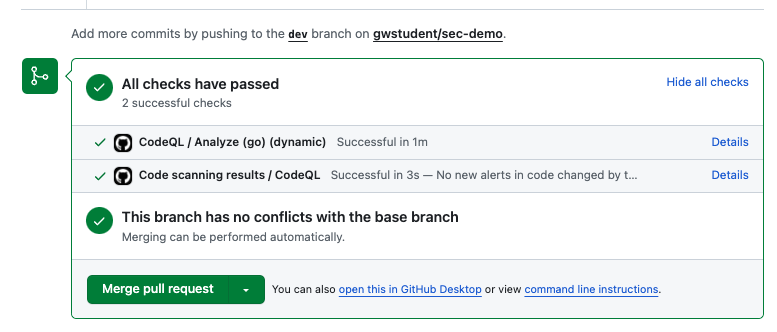 Add more commits by pushing to the dev branch on gwstudent/sec-demo.
All checks have passed
Hide all checks
2 successful checks
CodeQL / Analyze (go) (dynamic) Successful in 1m Details
Code scanning results / CodeQL Successful in 3s — No new alerts in code changed by t... Details
This branch has no conflicts with the base branch
Merging can be performed automatically.
Merge pull request You can also open this in GitHub Desktop or view command line instructions.